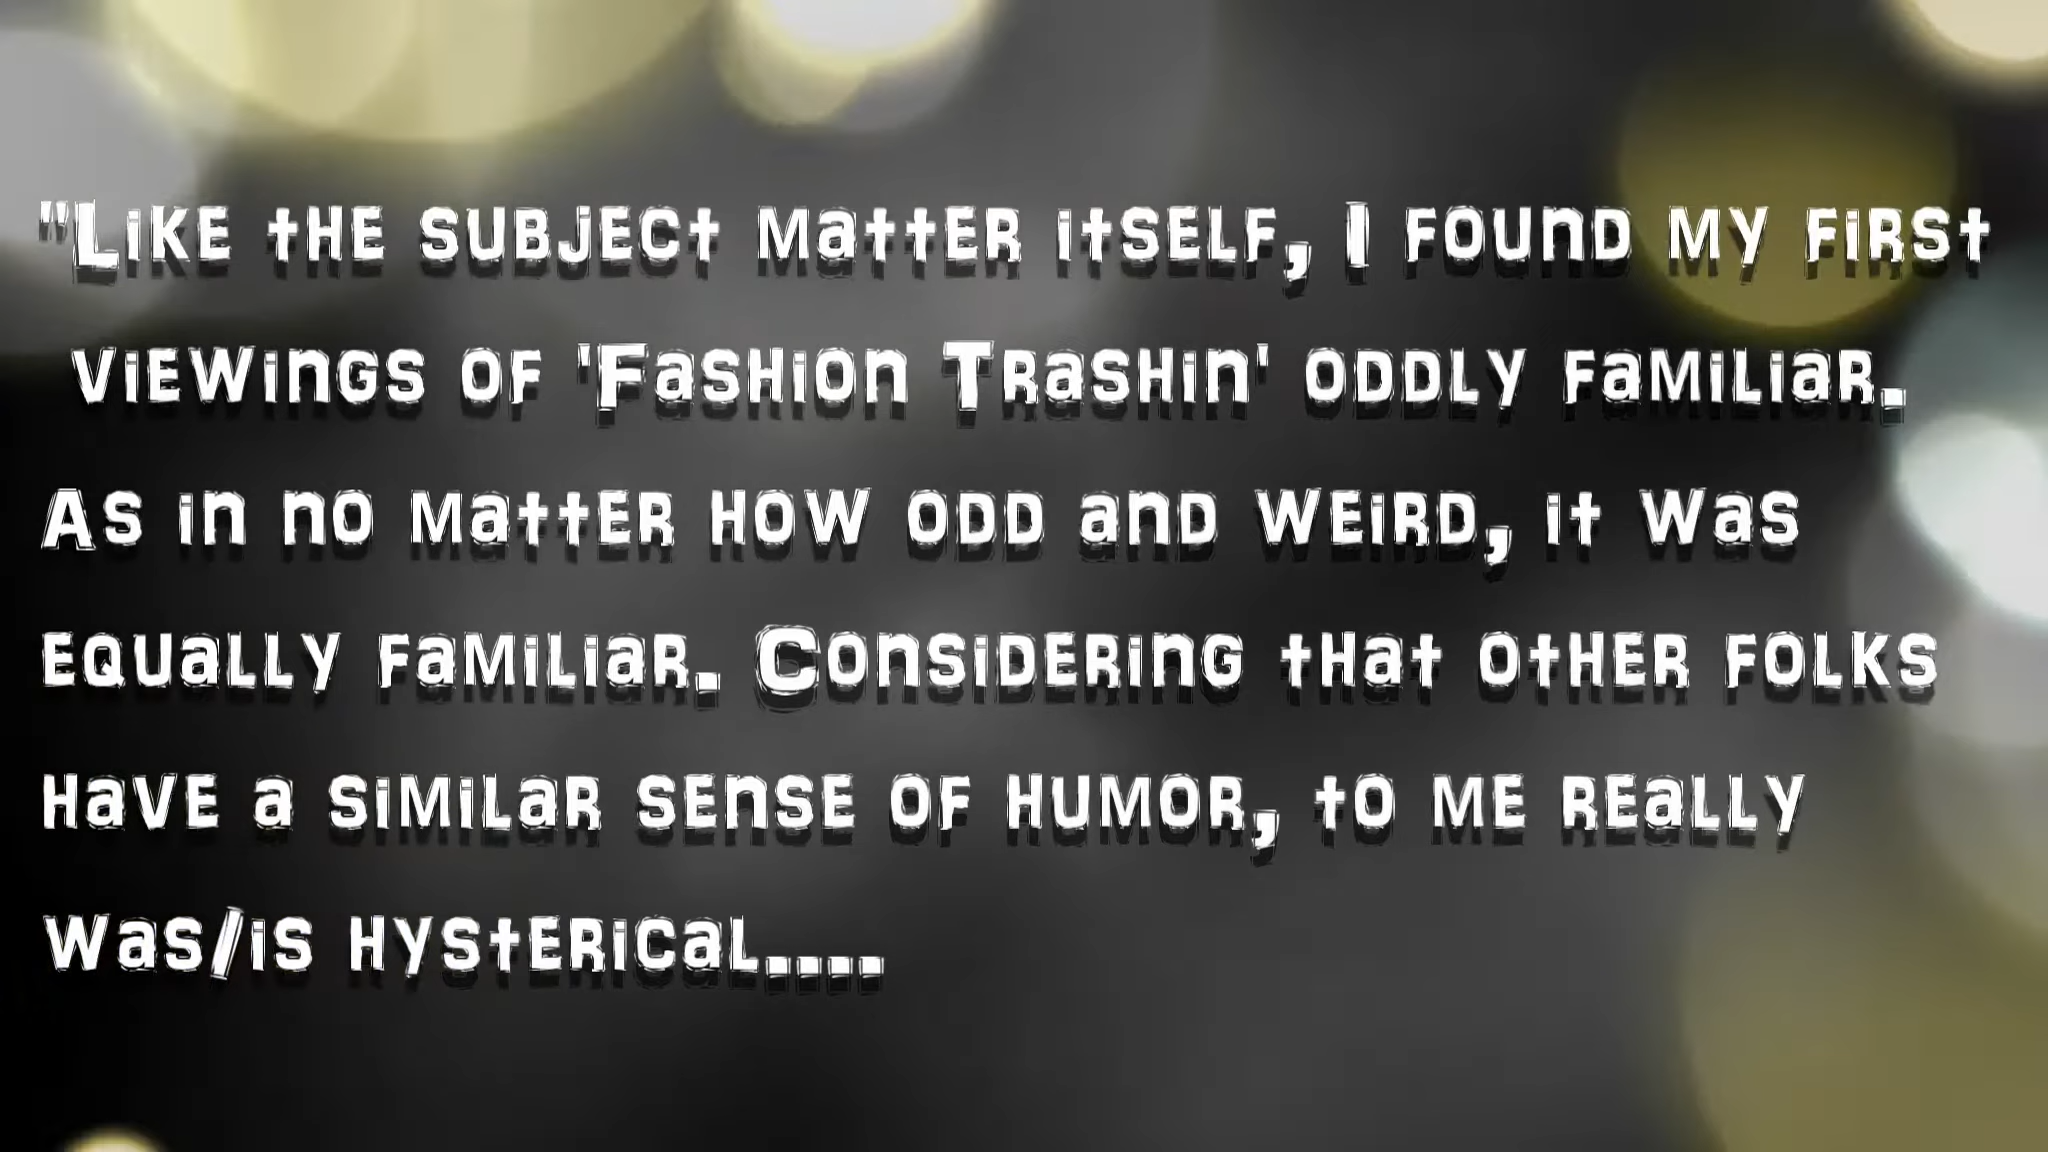 "Like the subject matter itself, I found my first
viewings of 'Fashion Trashin' oddly familiar.
As in no matter how odd and weird, it was
equally familiar. Considering that other folks
have a similar sense of humor, to me really
was/is hysterical....